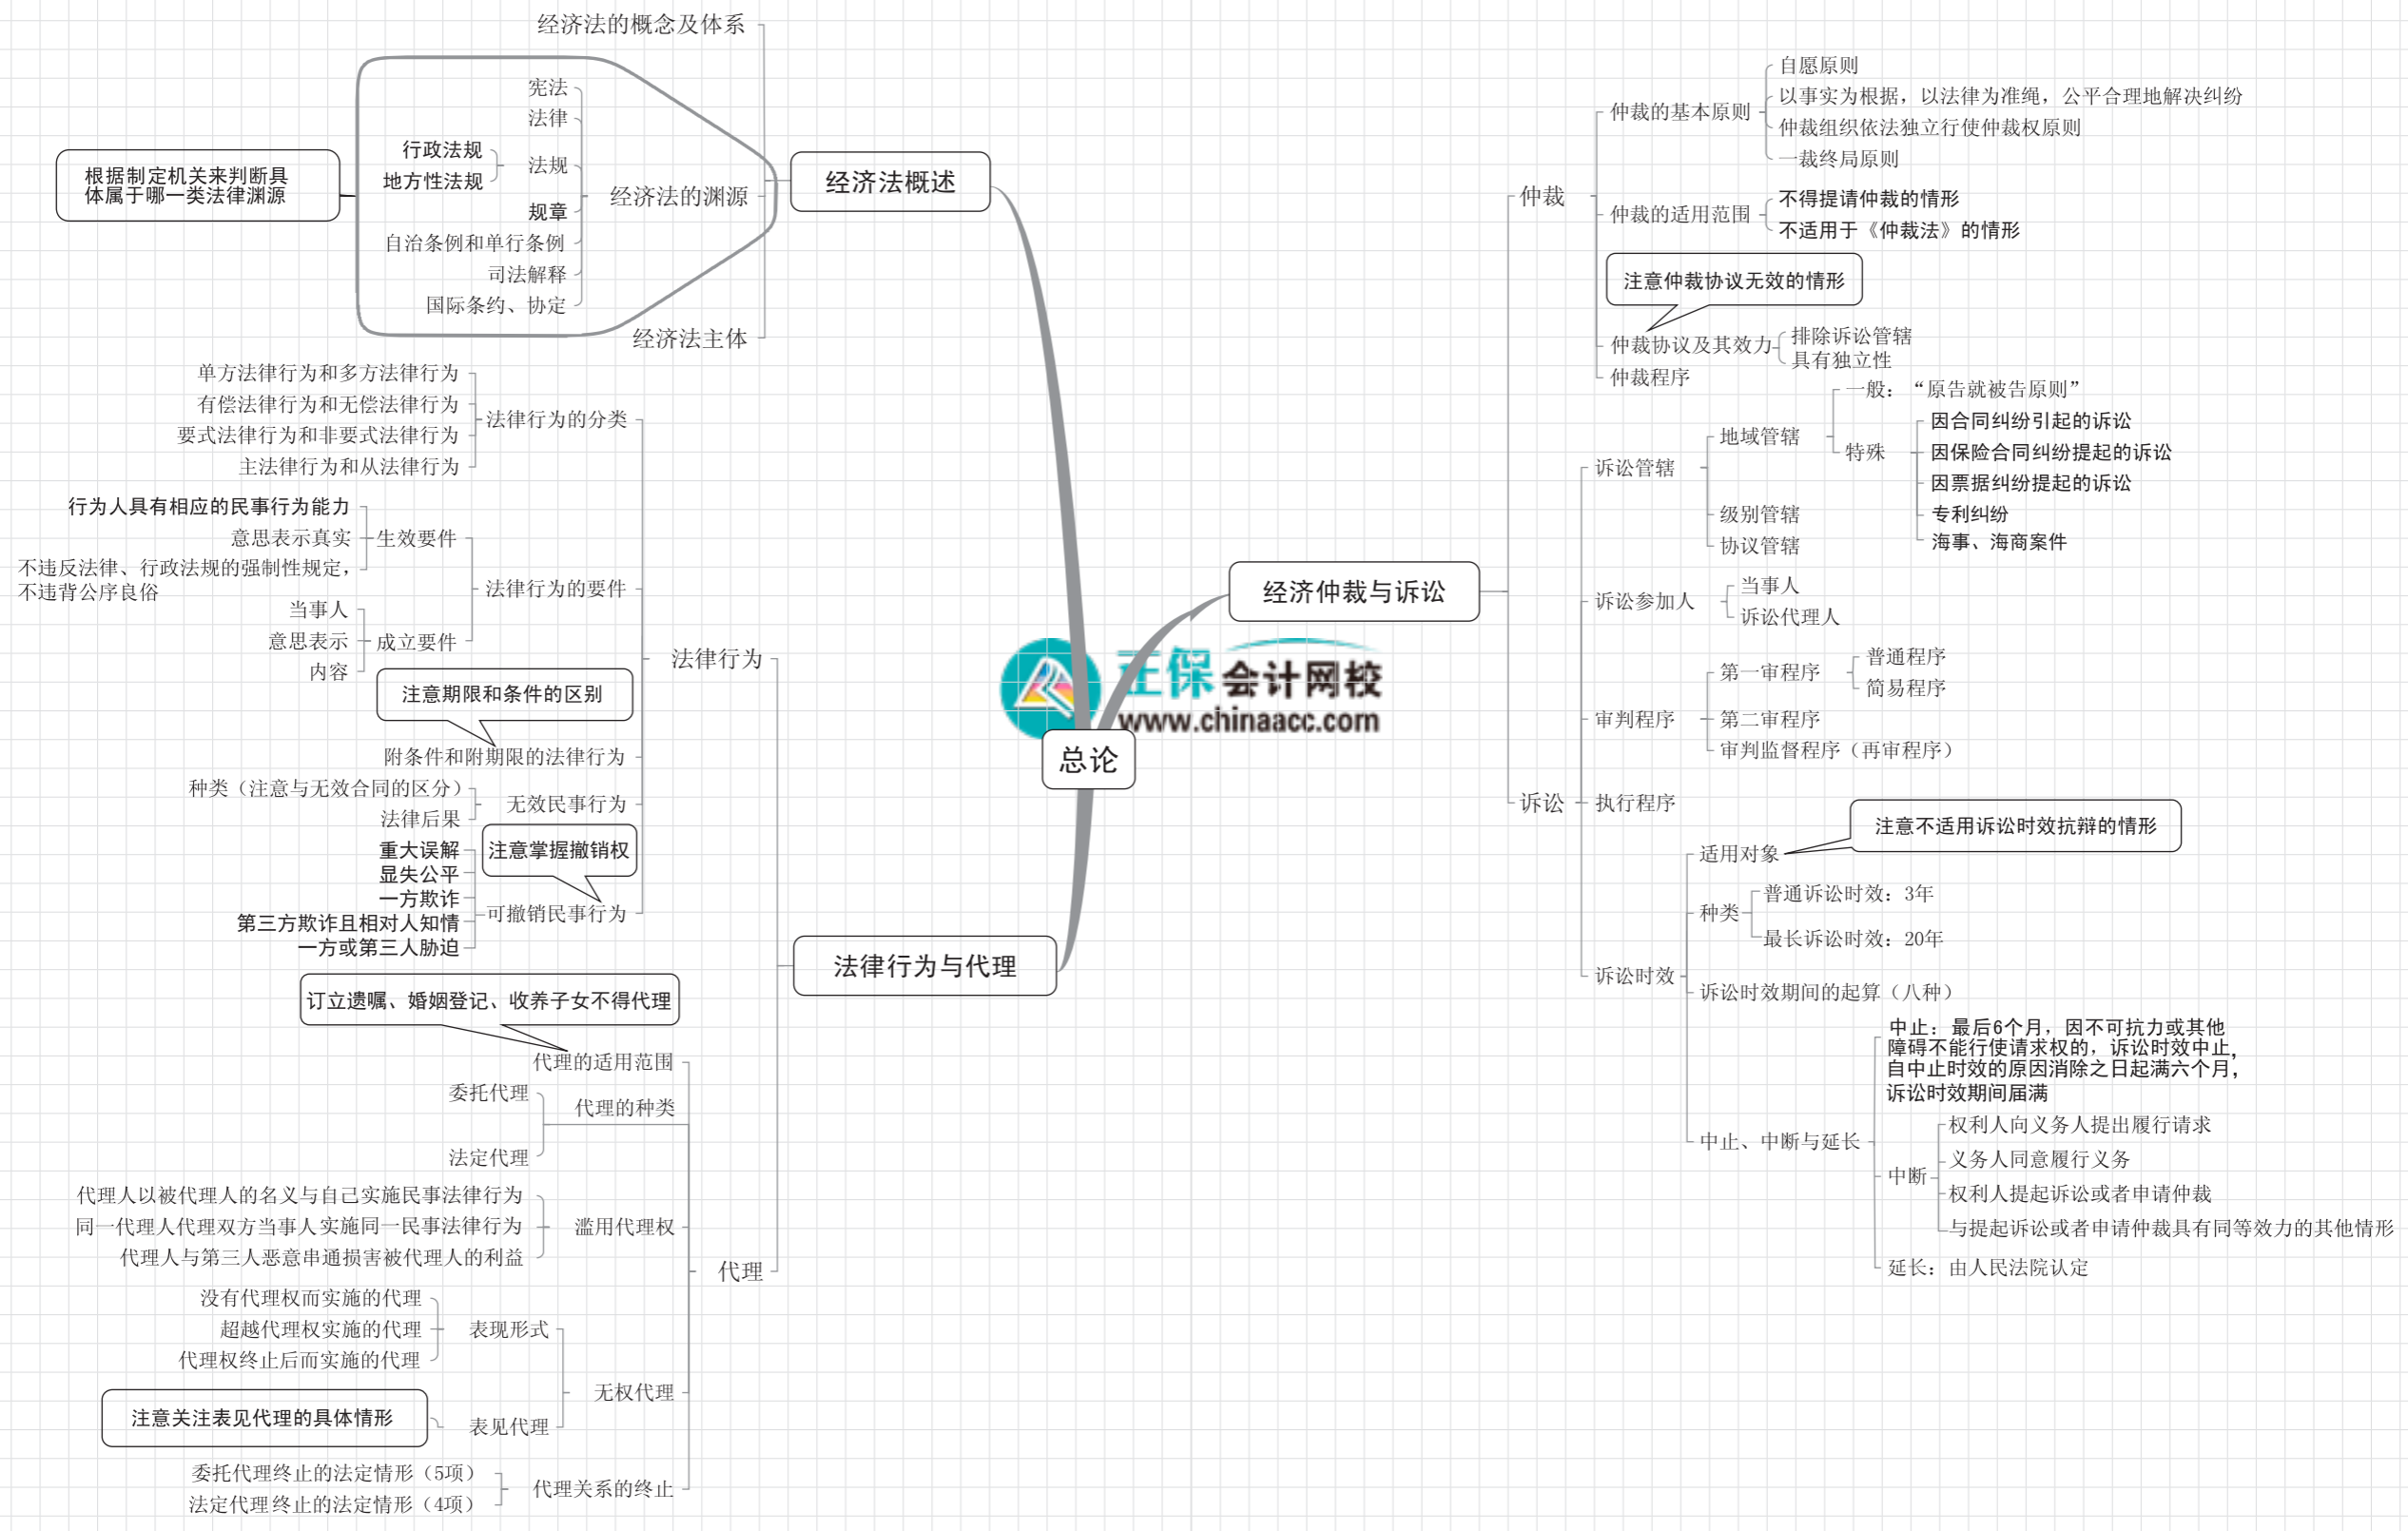 总论
正保会计网校
www.chinaacc.com
经济法概述
经济法的概念及体系
经济法的渊源
宪法
法律
法规
行政法规
地方性法规
规章
自治条例和单行条例
司法解释
国际条约、协定
根据制定机关来判断具
体属于哪一类法律渊源
经济法主体
法律行为与代理
法律行为
法律行为的分类
单方法律行为和多方法律行为
有偿法律行为和无偿法律行为
要式法律行为和非要式法律行为
主法律行为和从法律行为
法律行为的要件
生效要件
行为人具有相应的民事行为能力
意思表示真实
不违反法律、行政法规的强制性规定，
不违背公序良俗
成立要件
当事人
意思表示
内容
注意期限和条件的区别
附条件和附期限的法律行为
无效民事行为
种类（注意与无效合同的区分）
法律后果
注意掌握撤销权
可撤销民事行为
重大误解
显失公平
一方欺诈
第三方欺诈且相对人知情
一方或第三人胁迫
代理
订立遗嘱、婚姻登记、收养子女不得代理
代理的适用范围
代理的种类
委托代理
法定代理
滥用代理权
代理人以被代理人的名义与自己实施民事法律行为
同一代理人代理双方当事人实施同一民事法律行为
代理人与第三人恶意串通损害被代理人的利益
无权代理
表现形式
没有代理权而实施的代理
超越代理权实施的代理
代理权终止后而实施的代理
表见代理
注意关注表见代理的具体情形
代理关系的终止
委托代理终止的法定情形（5项）
法定代理终止的法定情形（4项）
经济仲裁与诉讼
仲裁
仲裁的基本原则
自愿原则
以事实为根据，以法律为准绳，公平合理地解决纠纷
仲裁组织依法独立行使仲裁权原则
一裁终局原则
仲裁的适用范围
不得提请仲裁的情形
不适用于《仲裁法》的情形
注意仲裁协议无效的情形
仲裁协议及其效力
排除诉讼管辖
具有独立性
仲裁程序
诉讼
诉讼管辖
地域管辖
一般：“原告就被告原则”
特殊
因合同纠纷引起的诉讼
因保险合同纠纷提起的诉讼
因票据纠纷提起的诉讼
专利纠纷
海事、海商案件
级别管辖
协议管辖
诉讼参加人
当事人
诉讼代理人
审判程序
第一审程序
普通程序
简易程序
第二审程序
审判监督程序（再审程序）
执行程序
诉讼时效
适用对象
注意不适用诉讼时效抗辩的情形
种类
普通诉讼时效：3年
最长诉讼时效：20年
诉讼时效期间的起算（八种）
中止、中断与延长
中止：最后6个月，因不可抗力或其他
障碍不能行使请求权的，诉讼时效中止，
自中止时效的原因消除之日起满六个月，
诉讼时效期间届满
中断
权利人向义务人提出履行请求
义务人同意履行义务
权利人提起诉讼或者申请仲裁
与提起诉讼或者申请仲裁具有同等效力的其他情形
延长：由人民法院认定